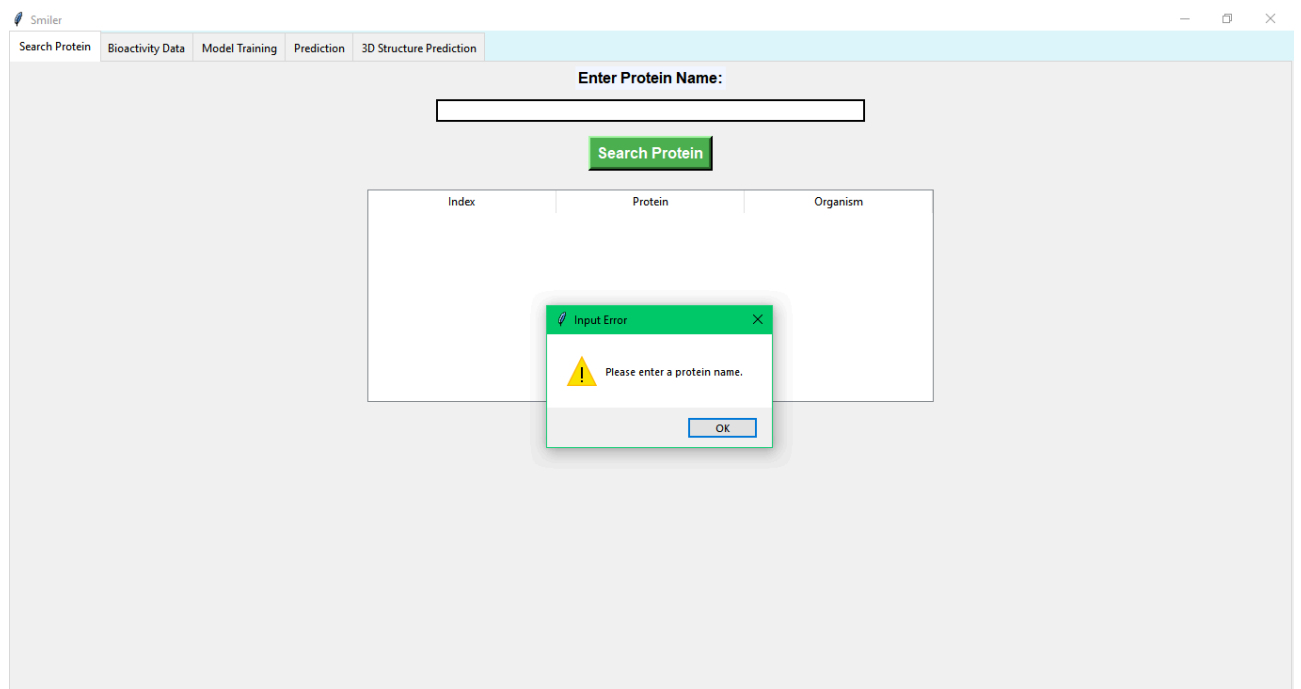 Smiler
Search Protein Bioactivity Data Model Training Prediction 3D Structure Prediction
Enter Protein Name:
Search Protein
Index Protein Organism
Input Error
Please enter a protein name.
OK